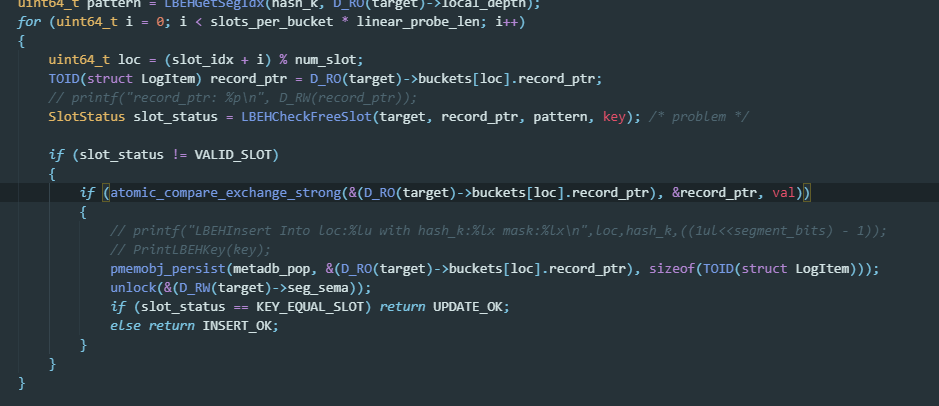 uint64_t pattern = LBEHGetSegIdx(hash_k, D_RO(target)->local_depth);
for (uint64_t i = 0; i < slots_per_bucket * linear_probe_len; i++)
{
uint64_t loc = (slot_idx + i) % num_slot;
TOID(struct LogItem) record_ptr = D_RO(target)->buckets[loc].record_ptr;
// printf("record_ptr: %p\n", D_RW(record_ptr));
SlotStatus slot_status = LBEHCheckFreeSlot(target, record_ptr, pattern, key); /* problem */
if (slot_status != VALID_SLOT)
{
if (atomic_compare_exchange_strong(&(D_RO(target)->buckets[loc].record_ptr), &record_ptr, val))
{
// printf("LBEHInsert Into loc:%lu with hash_k:%lx mask:%lx\n",loc,hash_k,((1ul<<segment_bits) - 1));
// PrintLBEHKey(key);
pmemobj_persist(metadb_pop, &(D_RO(target)->buckets[loc].record_ptr), sizeof(TOID(struct LogItem)));
unlock(&(D_RW(target)->seg_sema));
if (slot_status == KEY_EQUAL_SLOT) return UPDATE_OK;
else return INSERT_OK;
}
}
}